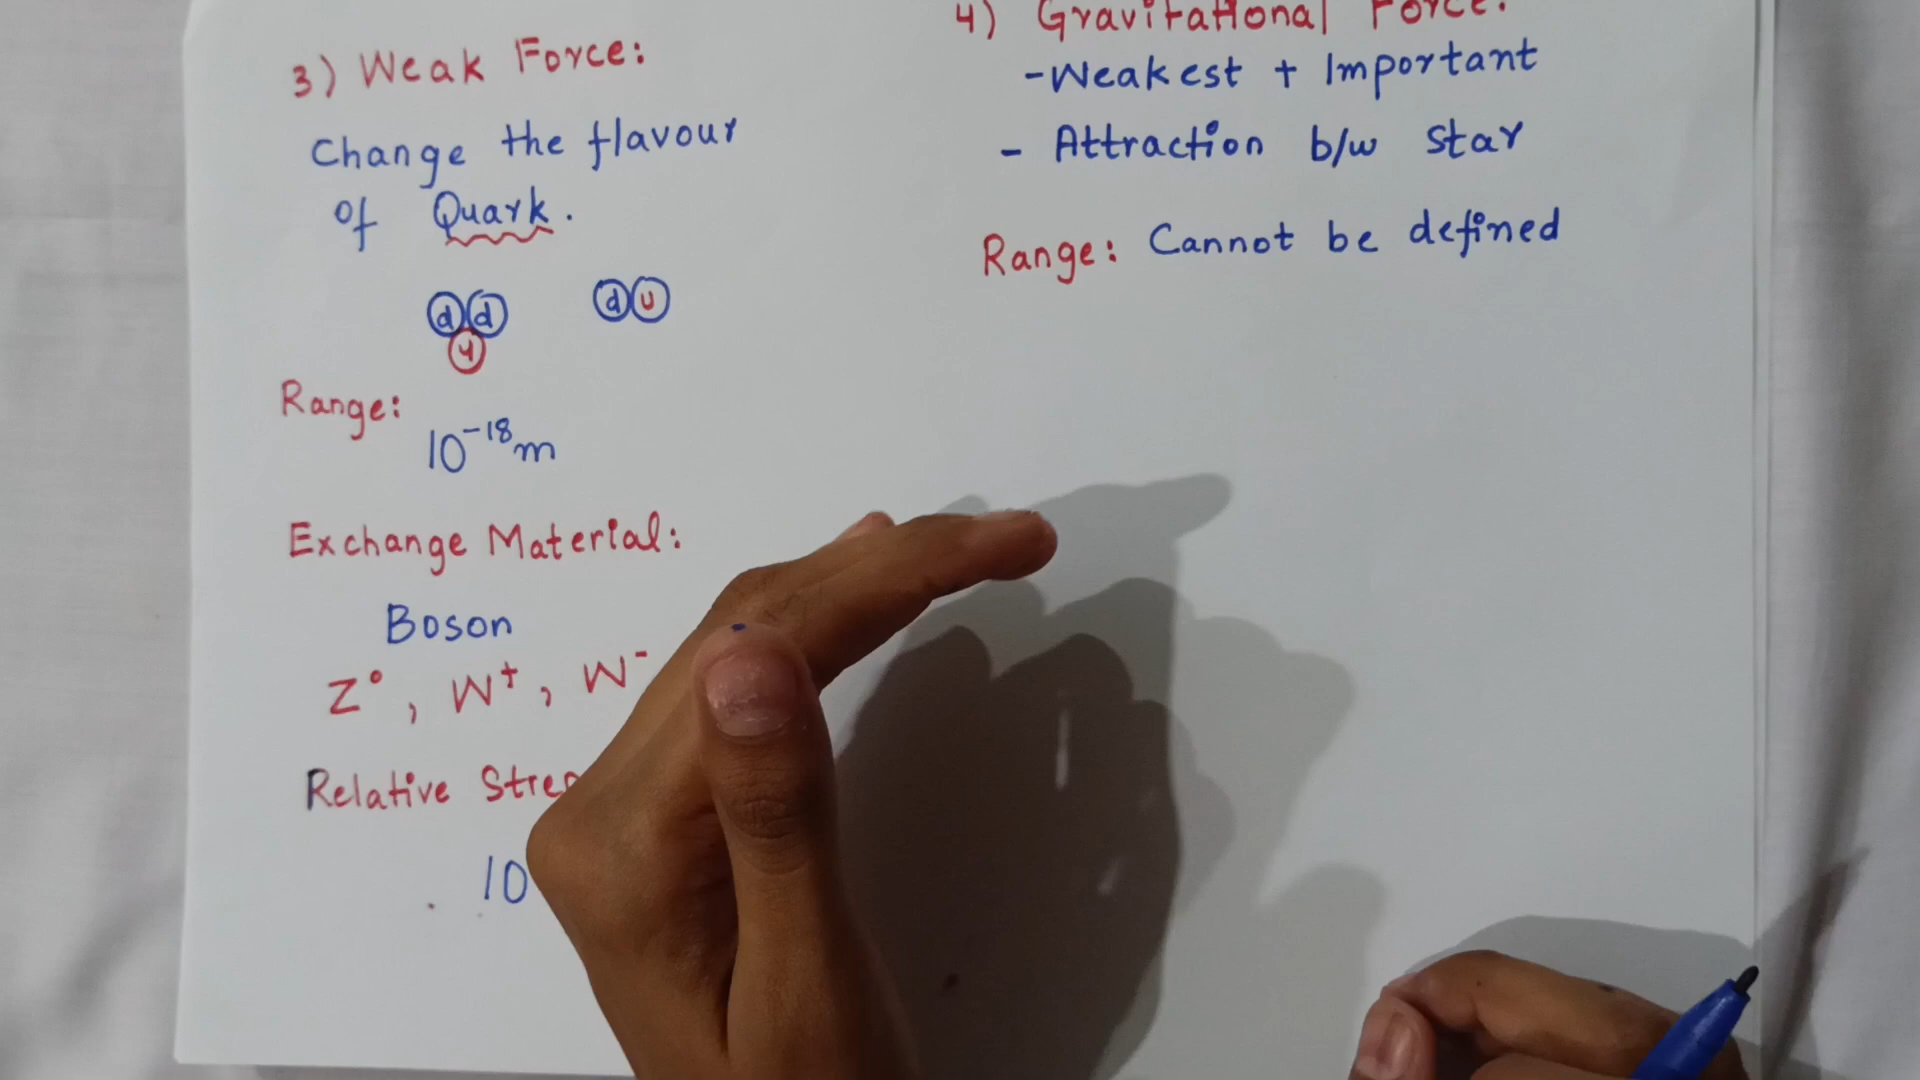 3) Weak Force:
Change the flavour
of Quark.
d d
u
d u
Range:
10⁻¹⁸m
Exchange Material:
Boson
Z°, W⁺, W⁻
Relative
10
4) Gravitational Force:
-Weakest + Important
- Attraction b/w star
Range: Cannot be defined